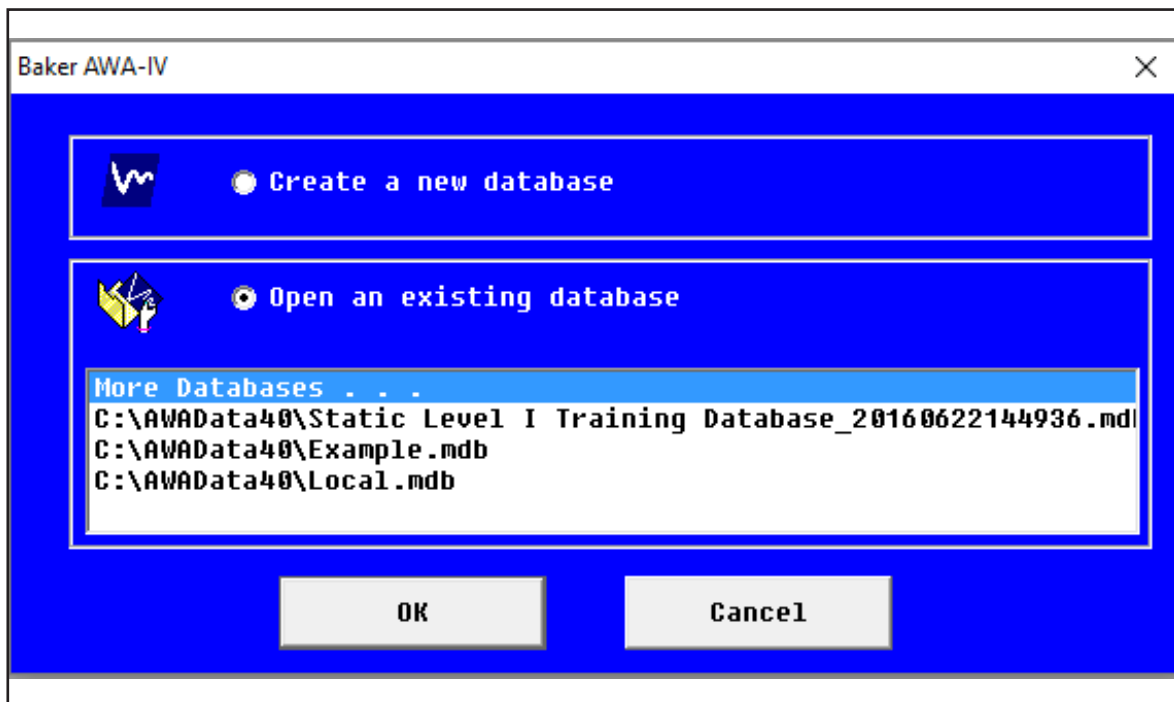 Baker AWA-IV
Create a new database
Open an existing database
More Databases . . .
C:\AWAData40\Static Level I Training Database_20160622144936.md
C:\AWAData40\Example.mdb
C:\AWAData40\Local.mdb
OK
Cancel